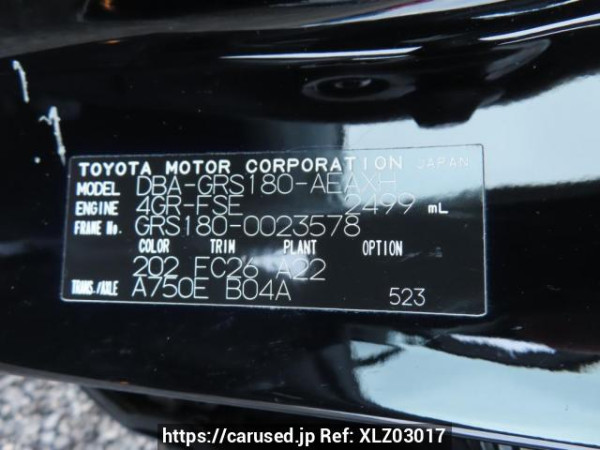 TOYOTA MOTOR CORPORATION JAPAN
MODEL DBA-GRS180-AEAXH
ENGINE 4GR-FSE 2499 mL
FRAME No. GRS180-0023578
COLOR TRIM PLANT OPTION
202 FC26 A22
TRANS./AXLE A750E B04A 523
https://carused.jp Ref: XLZ03017